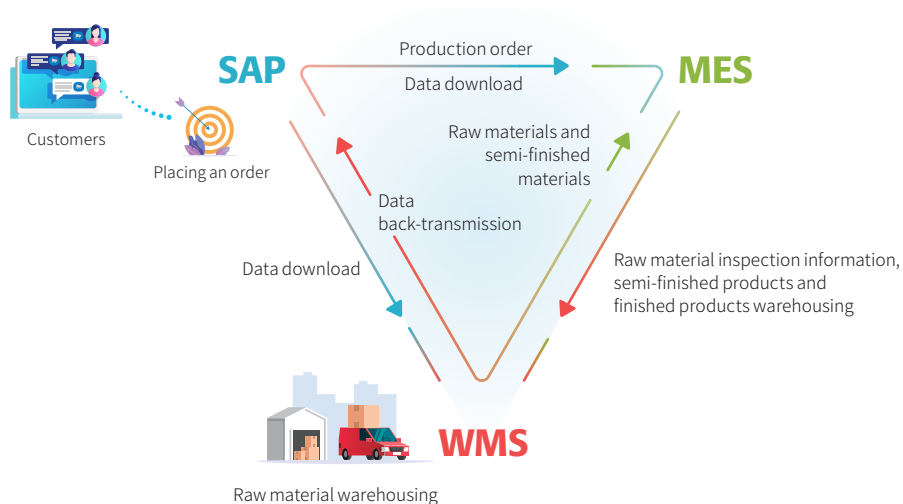 Customers
Placing an order
SAP
Production order
Data download
MES
Raw materials and
semi-finished
materials
Data
back-transmission
Data download
Raw material inspection information,
semi-finished products and
finished products warehousing
WMS
Raw material warehousing